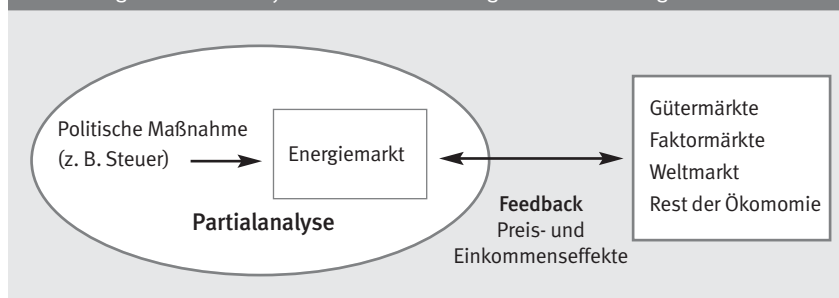 Politische Maßnahme
(z. B. Steuer)
Energiemarkt
Partialanalyse
Feedback
Preis- und
Einkommenseffekte
Gütermärkte
Faktormärkte
Weltmarkt
Rest der Ökomomie